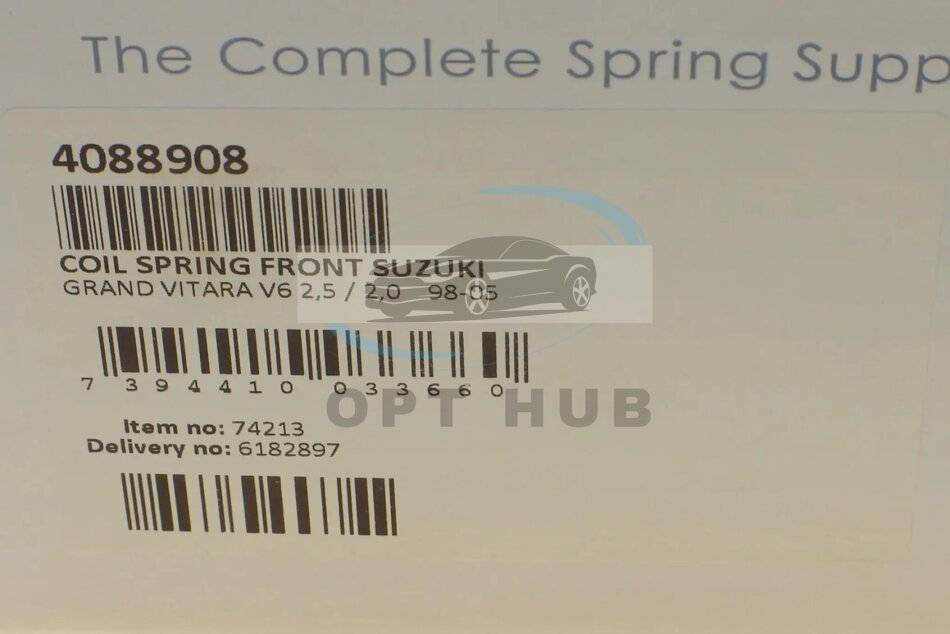 The Complete Spring Supp
4088908
COIL SPRING FRONT SUZUKI
GRAND VITARA V6 2,5 / 2,0 98-05
7 394410 033660
OPT HUB
Item no: 74213
Delivery no: 6182897